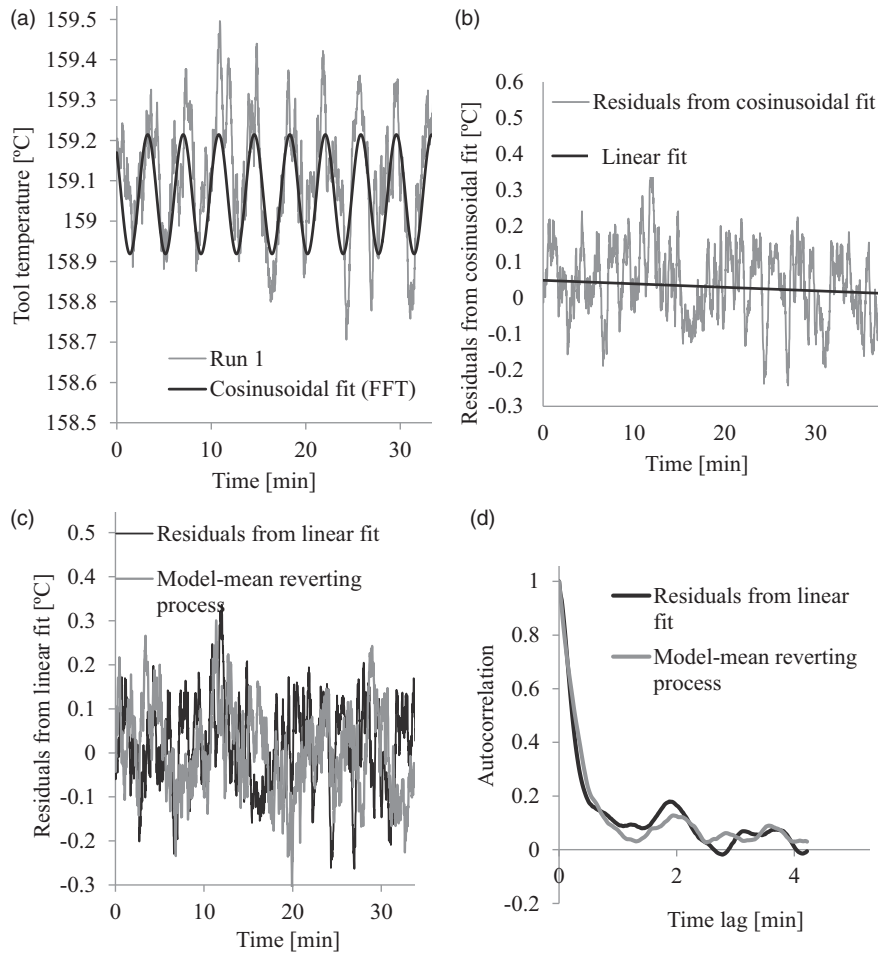 (a)
159.5
159.4
159.3
159.2
159.1
159
158.9
158.8
158.7
158.6
158.5
Tool temperature [ºC]
Run 1
Cosinusoidal fit (FFT)
0
10
20
30
Time [min]
(b)
0.6
0.5
0.4
0.3
0.2
0.1
0
-0.1
-0.2
-0.3
Residuals from cosinusoidal fit [ºC]
Residuals from cosinusoidal fit
Linear fit
0
10
20
30
Time [min]
(c)
0.5
0.4
0.3
0.2
0.1
0
-0.1
-0.2
-0.3
Residuals from linear fit [ºC]
Residuals from linear fit
Model-mean reverting
process
0
10
20
30
Time [min]
(d)
1
0.8
0.6
0.4
0.2
0
-0.2
Autocorrelation
Residuals from linear
fit
Model-mean reverting
process
0
2
4
Time lag [min]